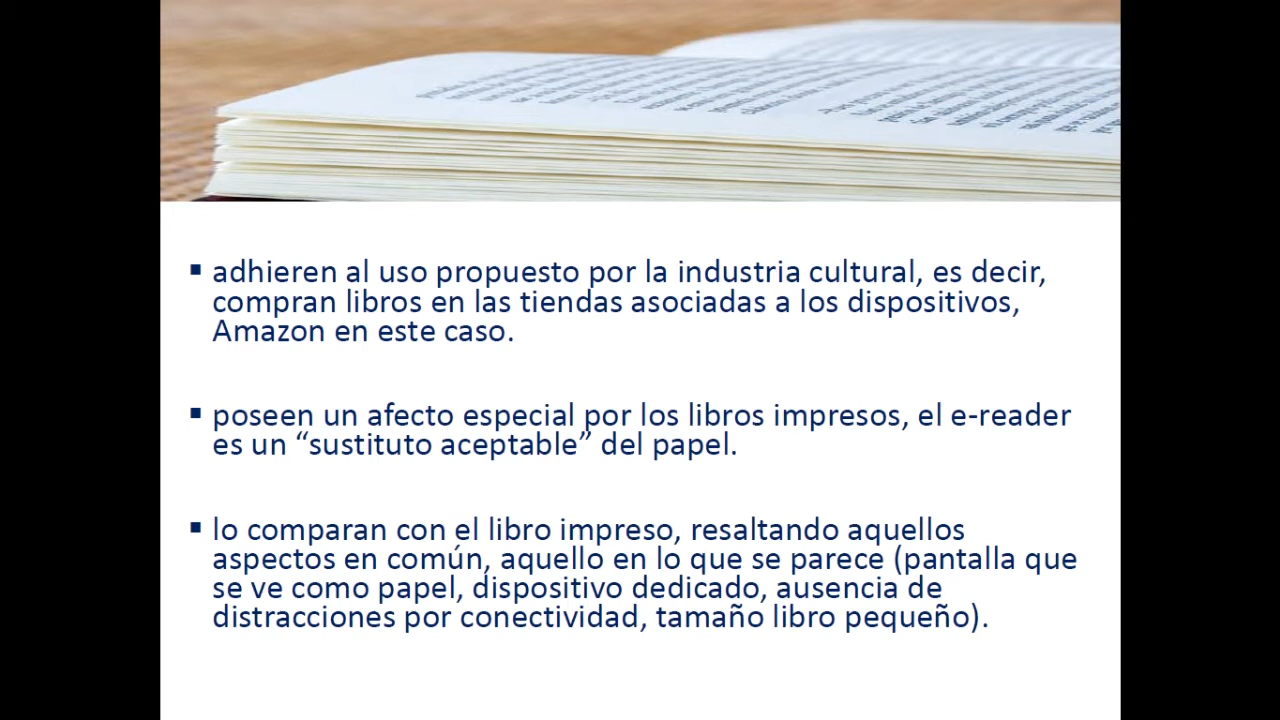 ▪ adhieren al uso propuesto por la industria cultural, es decir,
compran libros en las tiendas asociadas a los dispositivos,
Amazon en este caso.
▪ poseen un afecto especial por los libros impresos, el e-reader
es un “sustituto aceptable” del papel.
▪ lo comparan con el libro impreso, resaltando aquellos
aspectos en común, aquello en lo que se parece (pantalla que
se ve como papel, dispositivo dedicado, ausencia de
distracciones por conectividad, tamaño libro pequeño).